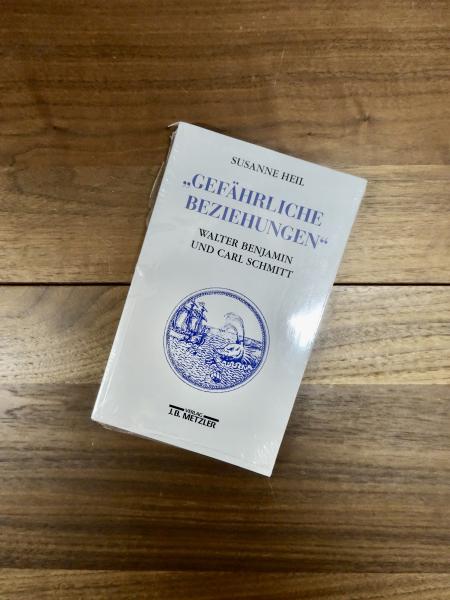 SUSANNE HEIL
„GEFÄHRLICHE
BEZIEHUNGEN“
WALTER BENJAMIN
UND CARL SCHMITT
VERLAG
J.B. METZLER